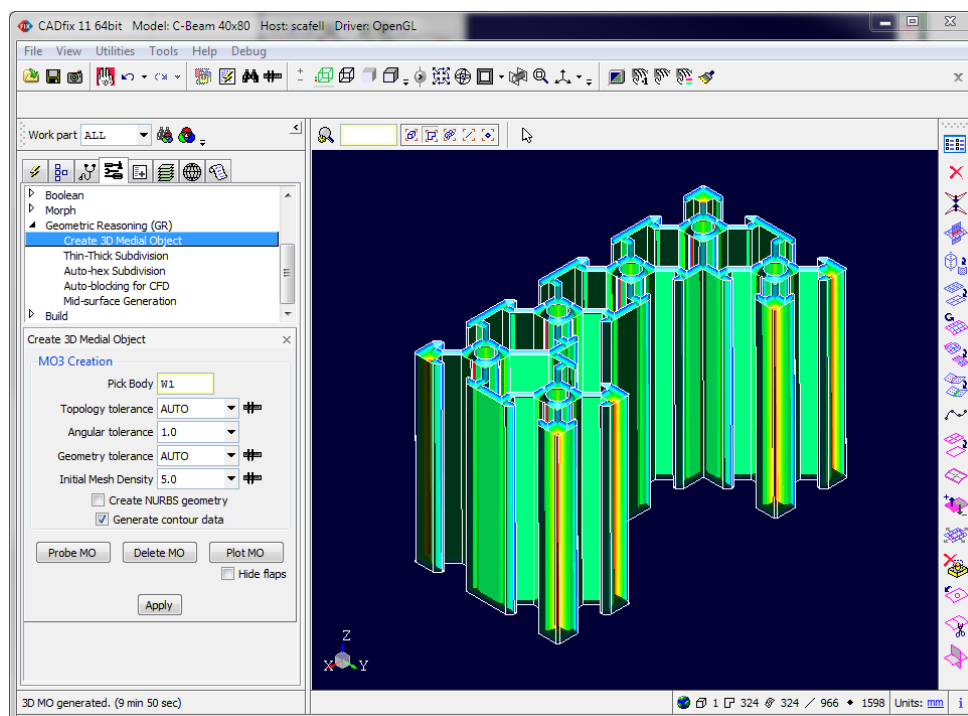 CADfix 11 64bit Model: C-Beam 40x80 Host: scafell Driver: OpenGL
File View Utilities Tools Help Debug
Work part ALL
Boolean
Morph
Geometric Reasoning (GR)
Create 3D Medial Object
Thin-Thick Subdivision
Auto-hex Subdivision
Auto-blocking for CFD
Mid-surface Generation
Build
Create 3D Medial Object
MO3 Creation
Pick Body W1
Topology tolerance AUTO
Angular tolerance 1.0
Geometry tolerance AUTO
Initial Mesh Density 5.0
Create NURBS geometry
Generate contour data
Probe MO Delete MO Plot MO
Hide flaps
Apply
Z
X Y
3D MO generated. (9 min 50 sec) 1 324 324 966 1598 Units: mm i